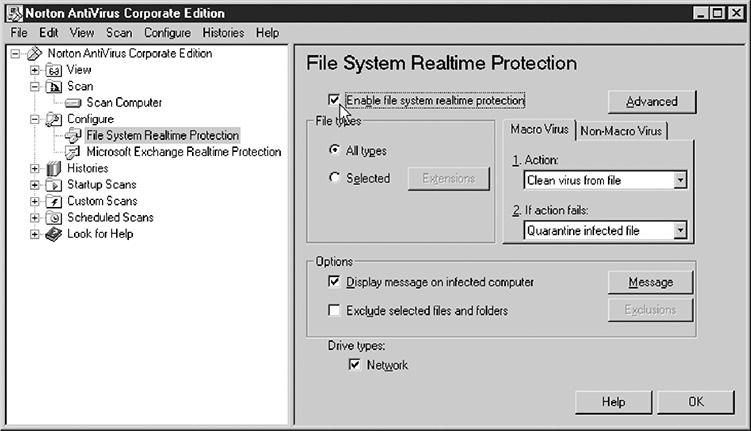 Norton AntiVirus Corporate Edition
File Edit View Scan Configure Histories Help
Norton AntiVirus Corporate Edition
View
Scan
Scan Computer
Configure
File System Realtime Protection
Microsoft Exchange Realtime Protection
Histories
Startup Scans
Custom Scans
Scheduled Scans
Look for Help
File System Realtime Protection
Enable file system realtime protection
Advanced
File types
All types
Selected
Extensions
Macro Virus Non-Macro Virus
1. Action:
Clean virus from file
2. If action fails:
Quarantine infected file
Options
Display message on infected computer
Message
Exclude selected files and folders
Exclusions
Drive types:
Network
Help OK